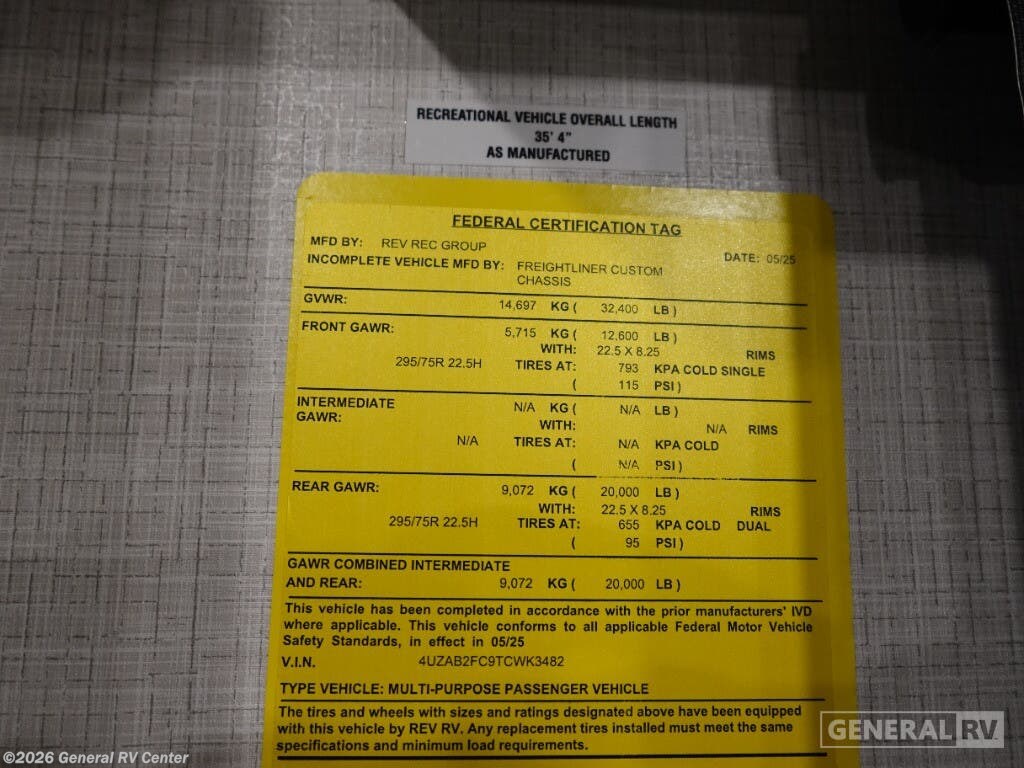 RECREATIONAL VEHICLE OVERALL LENGTH
35' 4"
AS MANUFACTURED
FEDERAL CERTIFICATION TAG
MFD BY: REV REC GROUP DATE: 05/25
INCOMPLETE VEHICLE MFD BY: FREIGHTLINER CUSTOM
CHASSIS
GVWR: 14,697 KG ( 32,400 LB )
FRONT GAWR: 5,715 KG ( 12,600 LB )
WITH: 22.5 X 8.25 RIMS
295/75R 22.5H TIRES AT: 793 KPA COLD SINGLE
( 115 PSI )
INTERMEDIATE
GAWR: N/A KG ( N/A LB )
WITH: N/A RIMS
N/A TIRES AT: N/A KPA COLD
( N/A PSI )
REAR GAWR: 9,072 KG ( 20,000 LB )
WITH: 22.5 X 8.25 RIMS
295/75R 22.5H TIRES AT: 655 KPA COLD DUAL
( 95 PSI )
GAWR COMBINED INTERMEDIATE
AND REAR: 9,072 KG ( 20,000 LB )
This vehicle has been completed in accordance with the prior manufacturers' IVD
where applicable. This vehicle conforms to all applicable Federal Motor Vehicle
Safety Standards, in effect in 05/25
V.I.N. 4UZAB2FC9TCWK3482
TYPE VEHICLE: MULTI-PURPOSE PASSENGER VEHICLE
The tires and wheels with sizes and ratings designated above have been equipped
with this vehicle by REV RV. Any replacement tires installed must meet the same
specifications and minimum load requirements.
GENERAL RV
©2026 General RV Center